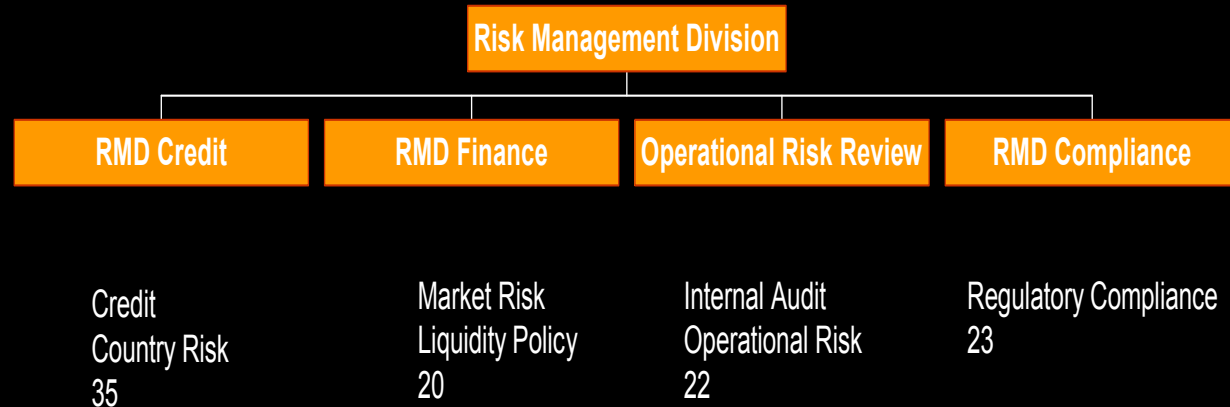 Risk Management Division
RMD Credit
RMD Finance
Operational Risk Review
RMD Compliance
Credit
Country Risk
35
Market Risk
Liquidity Policy
20
Internal Audit
Operational Risk
22
Regulatory Compliance
23